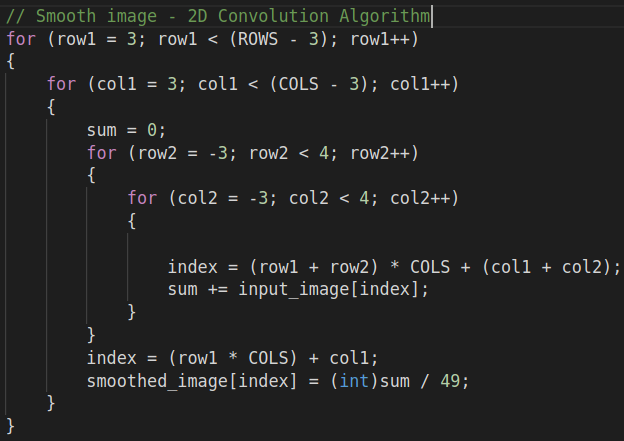 // Smooth image - 2D Convolution Algorithm
for (row1 = 3; row1 < (ROWS - 3); row1++)
{
    for (col1 = 3; col1 < (COLS - 3); col1++)
    {
        sum = 0;
        for (row2 = -3; row2 < 4; row2++)
        {
            for (col2 = -3; col2 < 4; col2++)
            {

                index = (row1 + row2) * COLS + (col1 + col2);
                sum += input_image[index];
            }
        }
        index = (row1 * COLS) + col1;
        smoothed_image[index] = (int)sum / 49;
    }
}